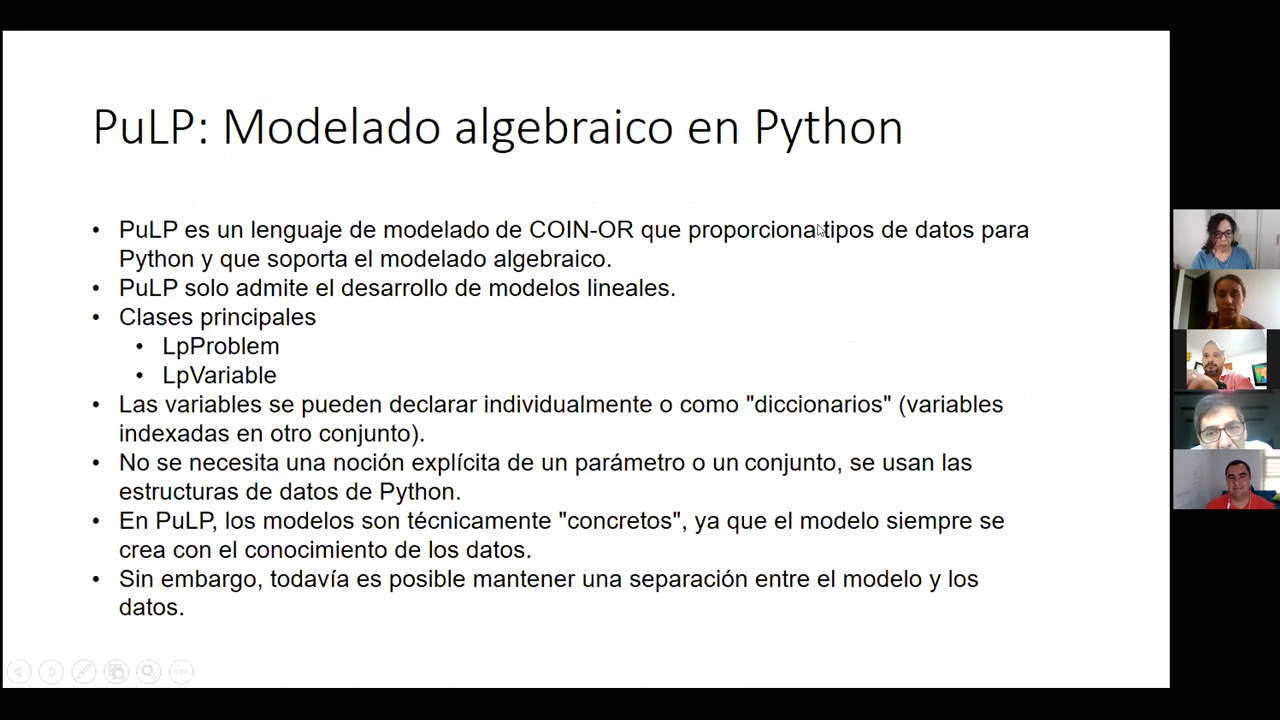 PuLP: Modelado algebraico en Python
• PuLP es un lenguaje de modelado de COIN-OR que proporciona tipos de datos para
Python y que soporta el modelado algebraico.
• PuLP solo admite el desarrollo de modelos lineales.
• Clases principales
• LpProblem
• LpVariable
• Las variables se pueden declarar individualmente o como "diccionarios" (variables
indexadas en otro conjunto).
• No se necesita una noción explícita de un parámetro o un conjunto, se usan las
estructuras de datos de Python.
• En PuLP, los modelos son técnicamente "concretos", ya que el modelo siempre se
crea con el conocimiento de los datos.
• Sin embargo, todavía es posible mantener una separación entre el modelo y los
datos.